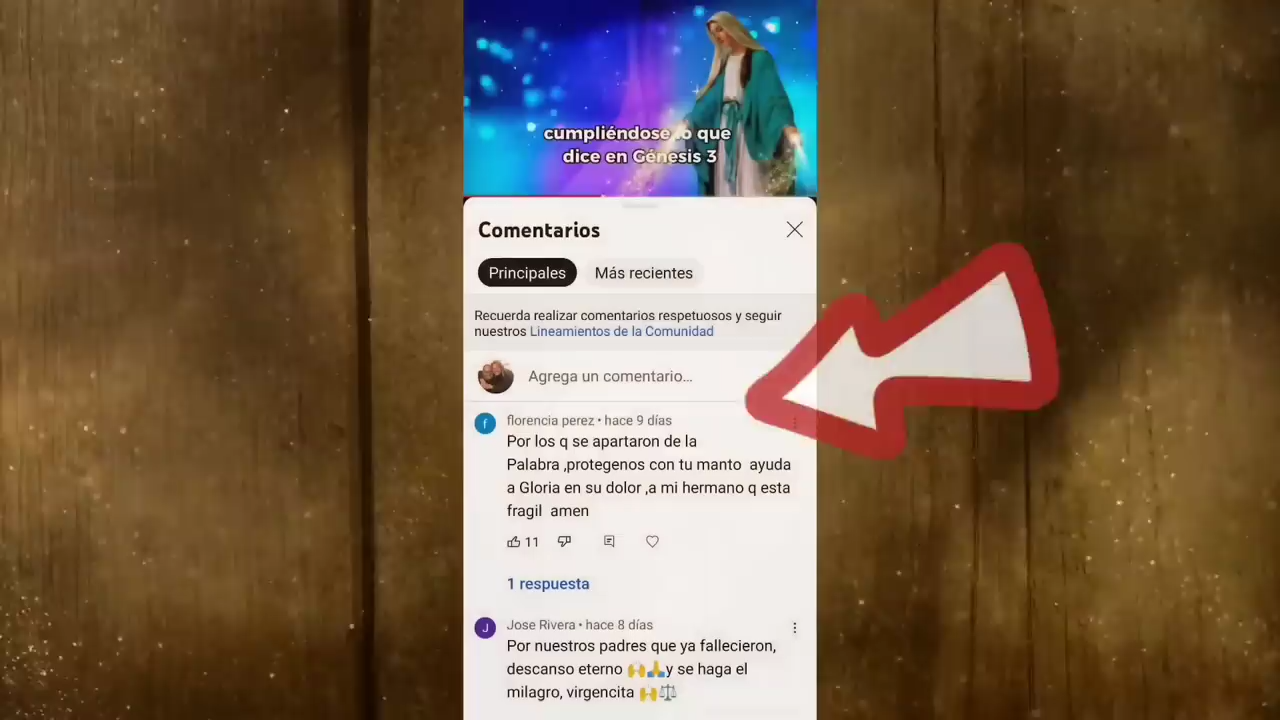 cumpliéndose lo que
dice en Génesis 3
Comentarios
Principales Más recientes
Recuerda realizar comentarios respetuosos y seguir
nuestros Lineamientos de la Comunidad
Agrega un comentario...
f florencia perez • hace 9 días
Por los q se apartaron de la
Palabra ,protegenos con tu manto ayuda
a Gloria en su dolor ,a mi hermano q esta
fragil amen
11
1 respuesta
J Jose Rivera • hace 8 días
Por nuestros padres que ya fallecieron,
descanso eterno 🙌🙏y se haga el
milagro, virgencita 🙌⚖️